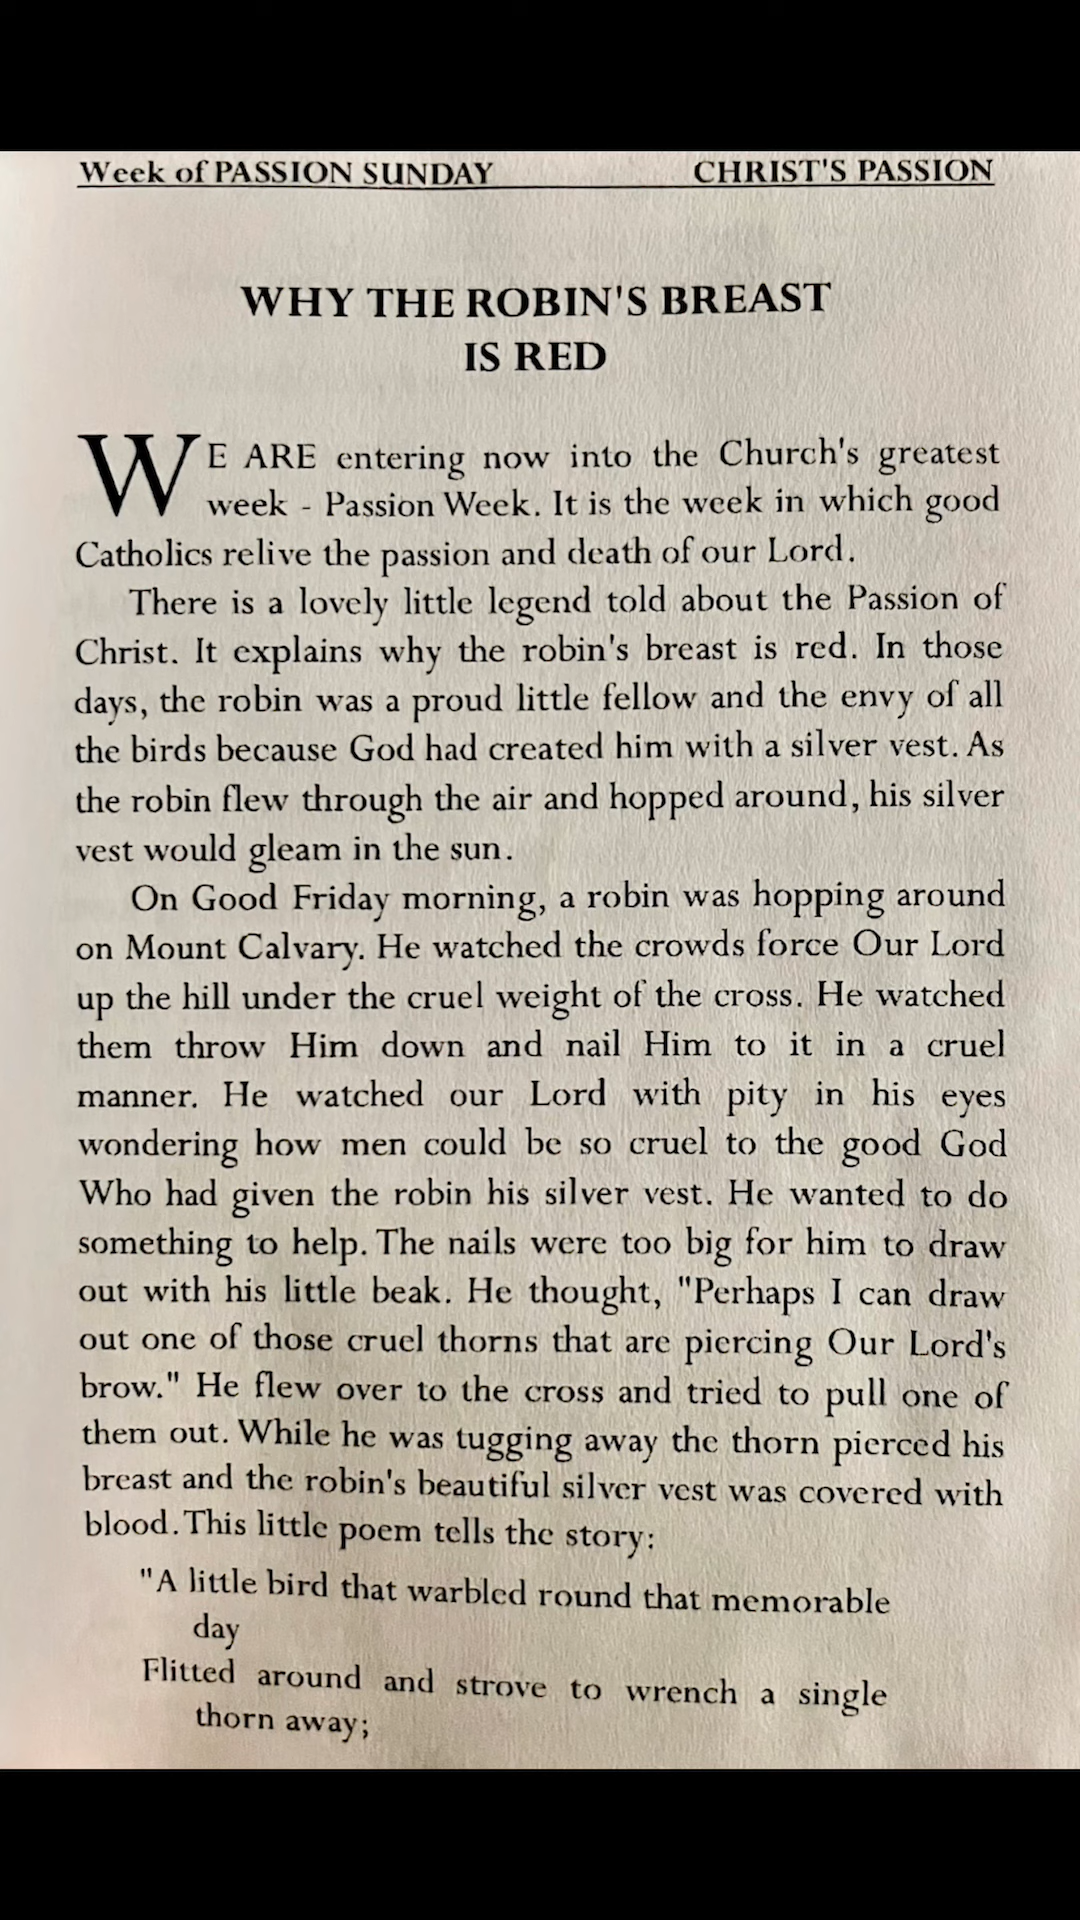 Week of PASSION SUNDAY CHRIST'S PASSION
WHY THE ROBIN'S BREAST
IS RED
WE ARE entering now into the Church's greatest
week - Passion Week. It is the week in which good
Catholics relive the passion and death of our Lord.
There is a lovely little legend told about the Passion of
Christ. It explains why the robin's breast is red. In those
days, the robin was a proud little fellow and the envy of all
the birds because God had created him with a silver vest. As
the robin flew through the air and hopped around, his silver
vest would gleam in the sun.
On Good Friday morning, a robin was hopping around
on Mount Calvary. He watched the crowds force Our Lord
up the hill under the cruel weight of the cross. He watched
them throw Him down and nail Him to it in a cruel
manner. He watched our Lord with pity in his eyes
wondering how men could be so cruel to the good God
Who had given the robin his silver vest. He wanted to do
something to help. The nails were too big for him to draw
out with his little beak. He thought, "Perhaps I can draw
out one of those cruel thorns that are piercing Our Lord's
brow." He flew over to the cross and tried to pull one of
them out. While he was tugging away the thorn pierced his
breast and the robin's beautiful silver vest was covered with
blood. This little poem tells the story:
"A little bird that warbled round that memorable
day
Flitted around and strove to wrench a single
thorn away;